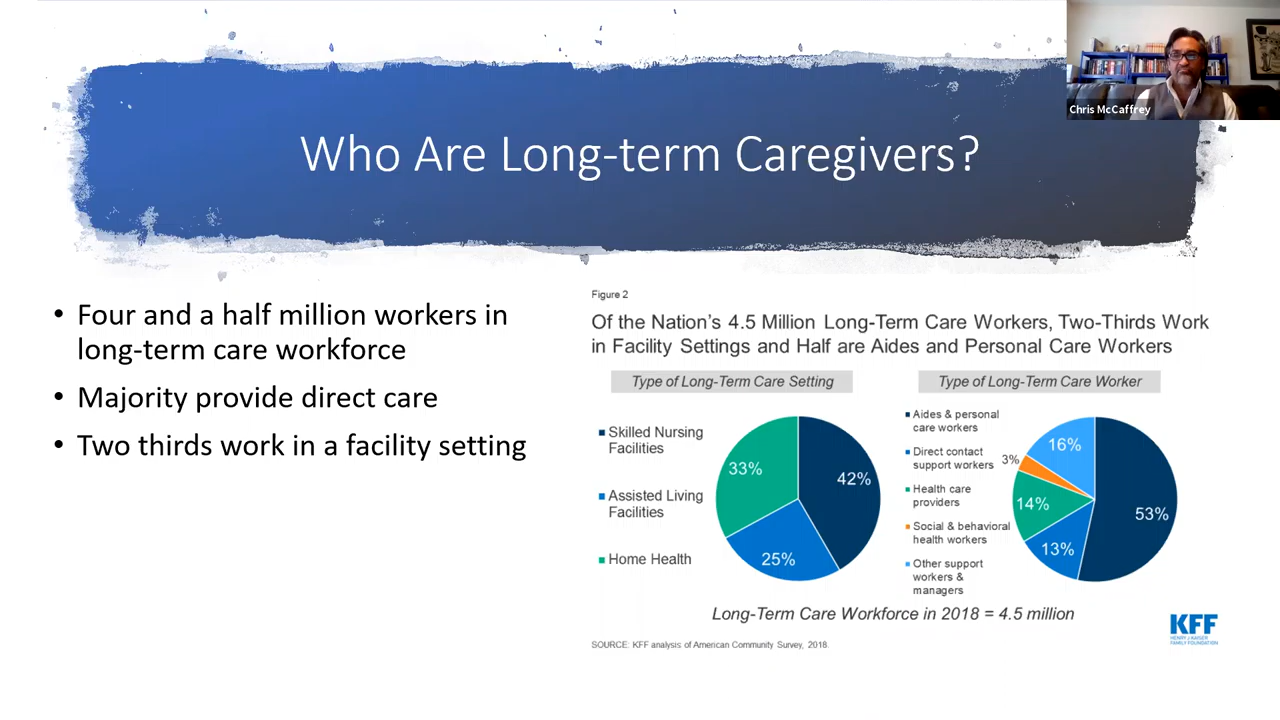 Chris McCaffrey
Who Are Long-term Caregivers?
• Four and a half million workers in
long-term care workforce
• Majority provide direct care
• Two thirds work in a facility setting
Figure 2
Of the Nation's 4.5 Million Long-Term Care Workers, Two-Thirds Work
in Facility Settings and Half are Aides and Personal Care Workers
Type of Long-Term Care Setting
Skilled Nursing
Facilities
Assisted Living
Facilities
Home Health
33%
42%
25%
Type of Long-Term Care Worker
Aides & personal
care workers
Direct contact
support workers
Health care
providers
Social & behavioral
health workers
Other support
workers &
managers
16%
3%
14%
13%
53%
Long-Term Care Workforce in 2018 = 4.5 million
KFF
HENRY J KAISER
FAMILY FOUNDATION
SOURCE: KFF analysis of American Community Survey, 2018.